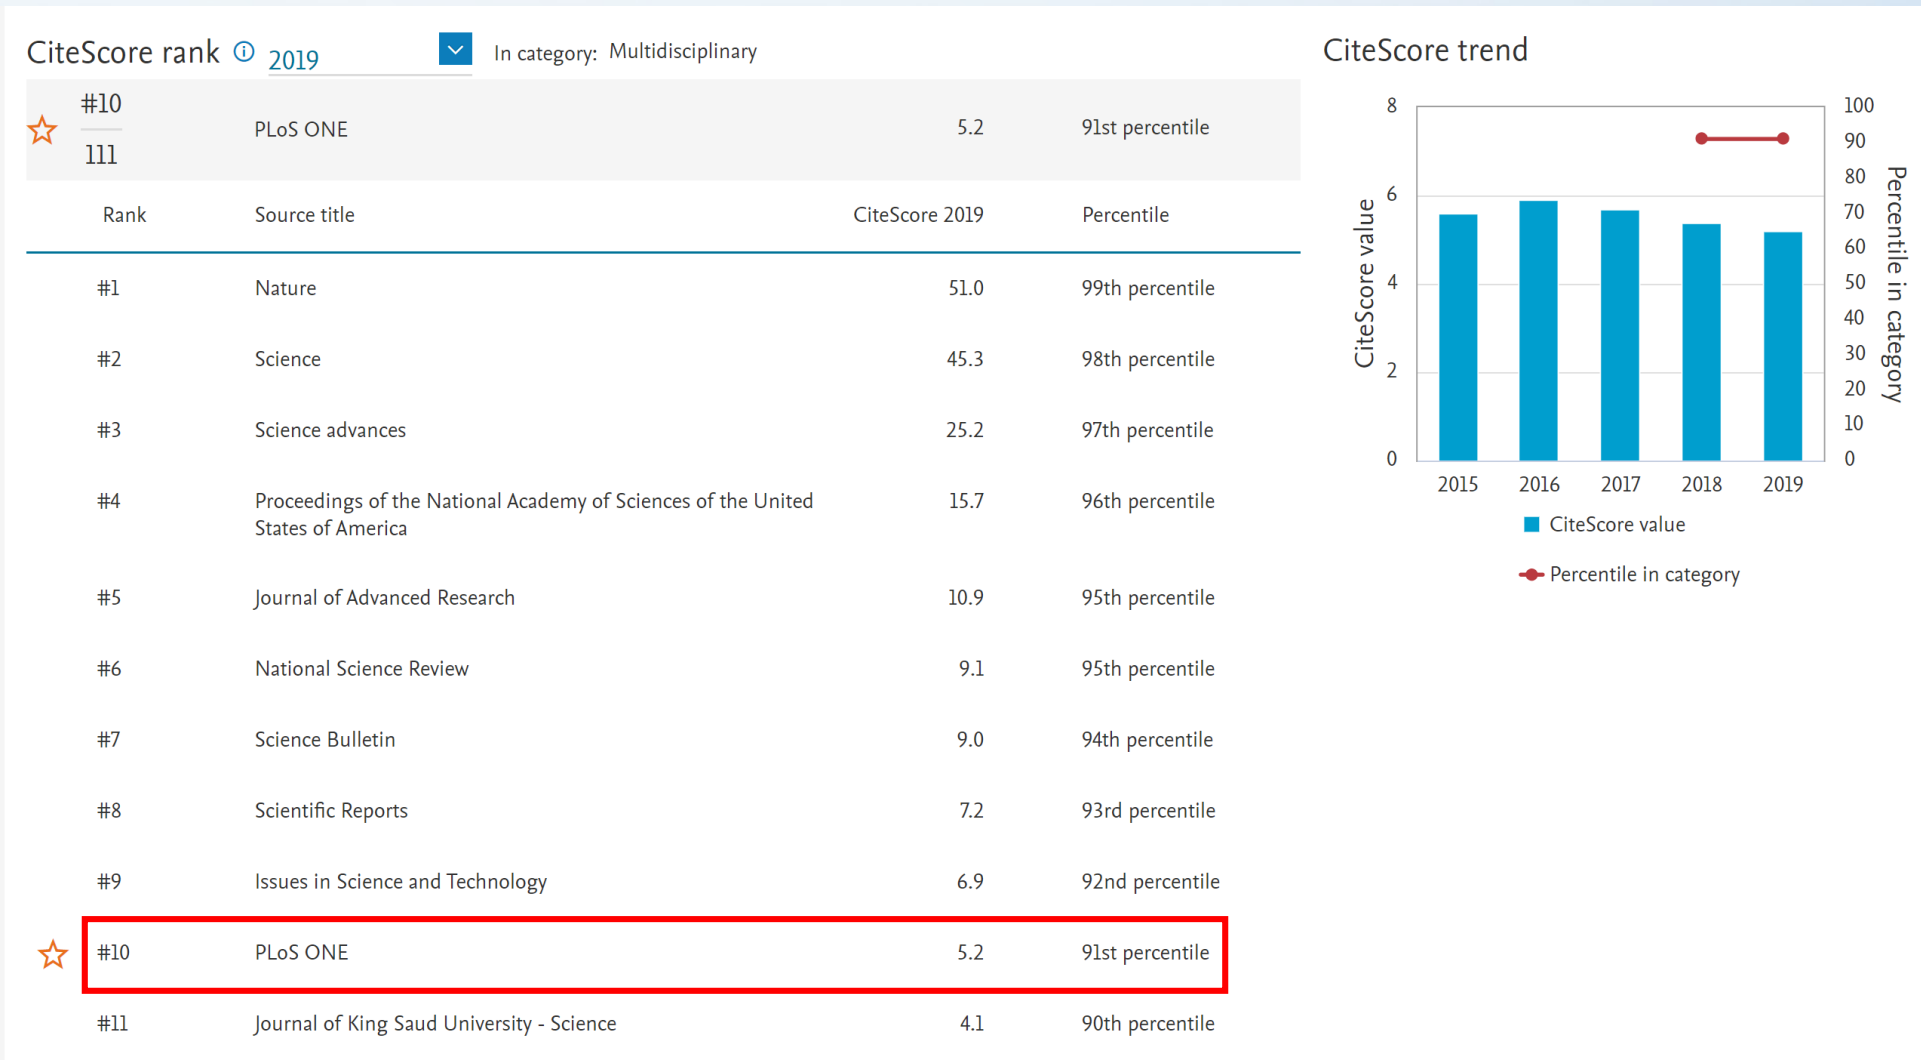 CiteScore rank 2019 In category: Multidisciplinary
#10
111
PLoS ONE 5.2 91st percentile
Rank Source title CiteScore 2019 Percentile
#1 Nature 51.0 99th percentile
#2 Science 45.3 98th percentile
#3 Science advances 25.2 97th percentile
#4 Proceedings of the National Academy of Sciences of the United 15.7 96th percentile
States of America
#5 Journal of Advanced Research 10.9 95th percentile
#6 National Science Review 9.1 95th percentile
#7 Science Bulletin 9.0 94th percentile
#8 Scientific Reports 7.2 93rd percentile
#9 Issues in Science and Technology 6.9 92nd percentile
#10 PLoS ONE 5.2 91st percentile
#11 Journal of King Saud University - Science 4.1 90th percentile
CiteScore trend
CiteScore value
8
6
4
2
0
100
90
80
70
60
50
40
30
20
10
0
Percentile in category
2015 2016 2017 2018 2019
CiteScore value
Percentile in category